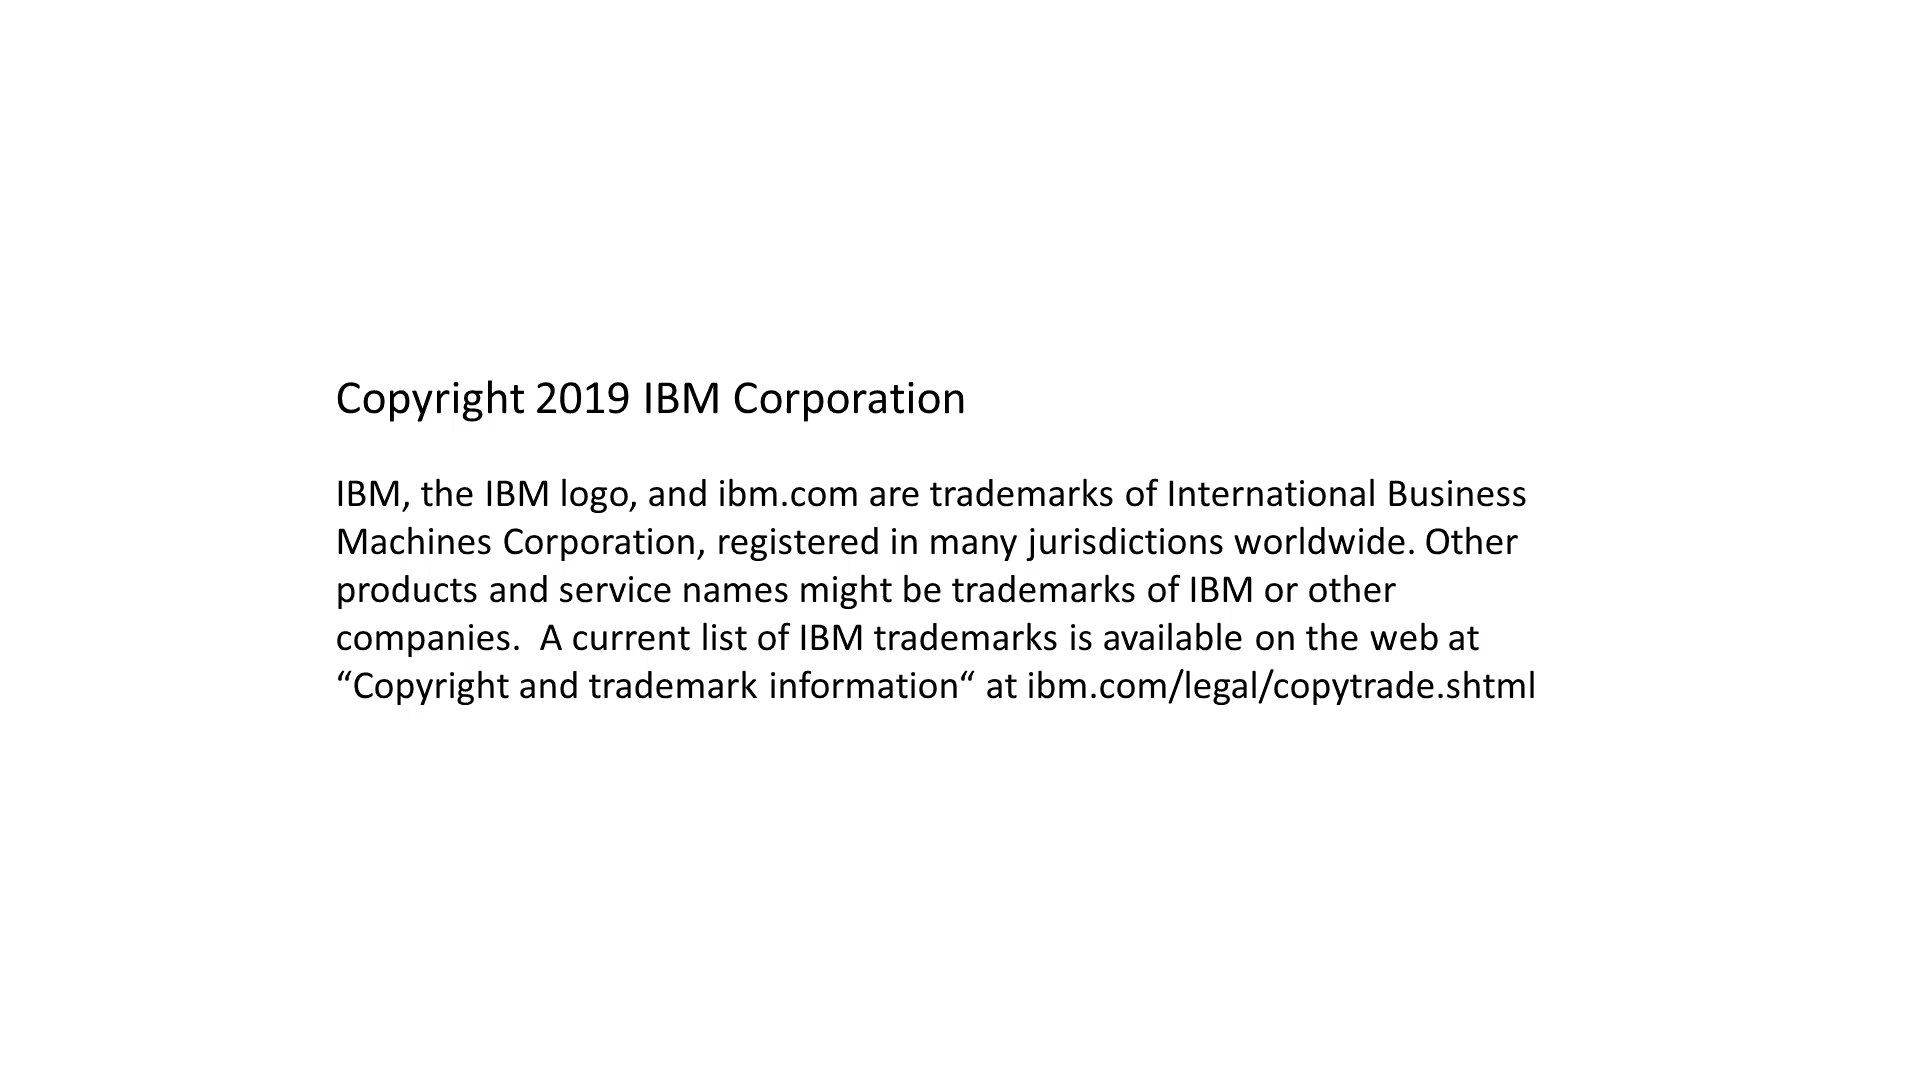 Copyright 2019 IBM Corporation
IBM, the IBM logo, and ibm.com are trademarks of International Business
Machines Corporation, registered in many jurisdictions worldwide. Other
products and service names might be trademarks of IBM or other
companies.  A current list of IBM trademarks is available on the web at
“Copyright and trademark information“ at ibm.com/legal/copytrade.shtml